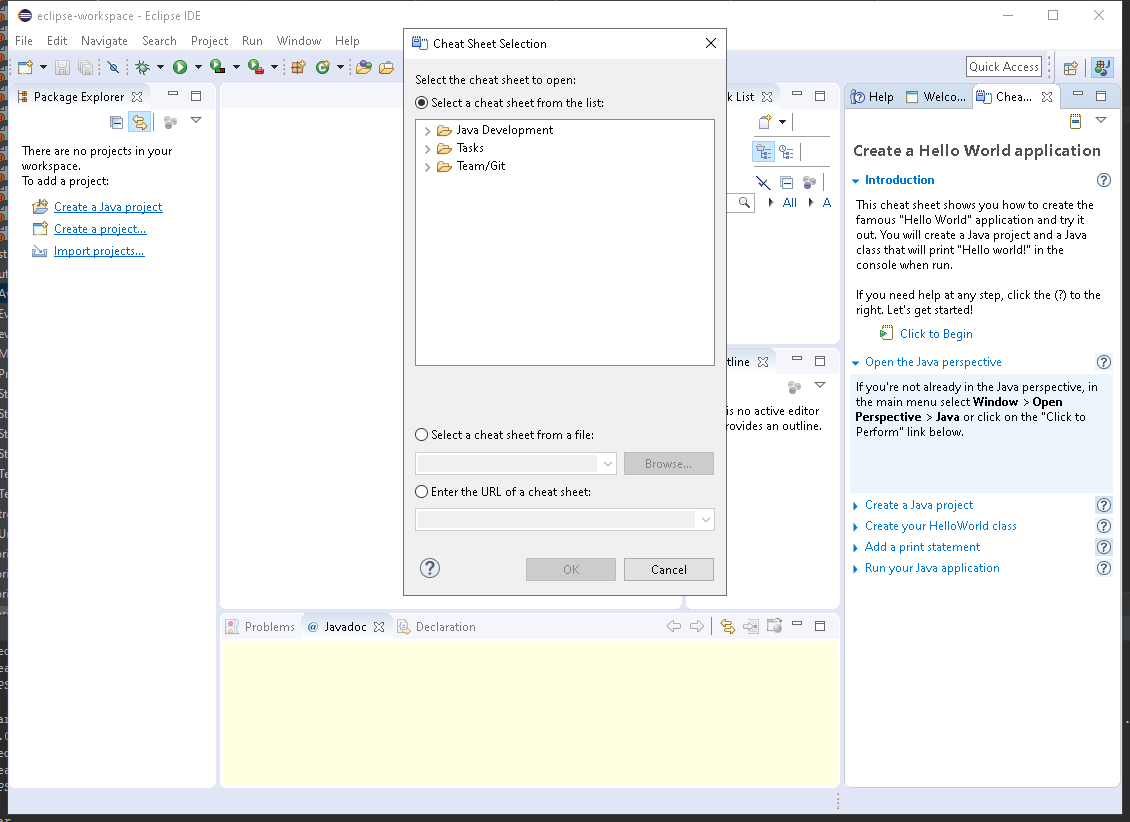 eclipse-workspace - Eclipse IDE
File Edit Navigate Search Project Run Window Help
Quick Access
Package Explorer
There are no projects in your
workspace.
To add a project:
Create a Java project
Create a project...
Import projects...
Cheat Sheet Selection
Select the cheat sheet to open:
Select a cheat sheet from the list:
Java Development
Tasks
Team/Git
Select a cheat sheet from a file:
Browse...
Enter the URL of a cheat sheet:
OK Cancel
k List
All A
tline
is no active editor
rovides an outline.
Problems @ Javadoc Declaration
Help Welco... Chea...
Create a Hello World application
Introduction
This cheat sheet shows you how to create the
famous "Hello World" application and try it
out. You will create a Java project and a Java
class that will print "Hello world!" in the
console when run.
If you need help at any step, click the (?) to the
right. Let's get started!
Click to Begin
Open the Java perspective
If you're not already in the Java perspective, in
the main menu select Window > Open
Perspective > Java or click on the "Click to
Perform" link below.
Create a Java project
Create your HelloWorld class
Add a print statement
Run your Java application